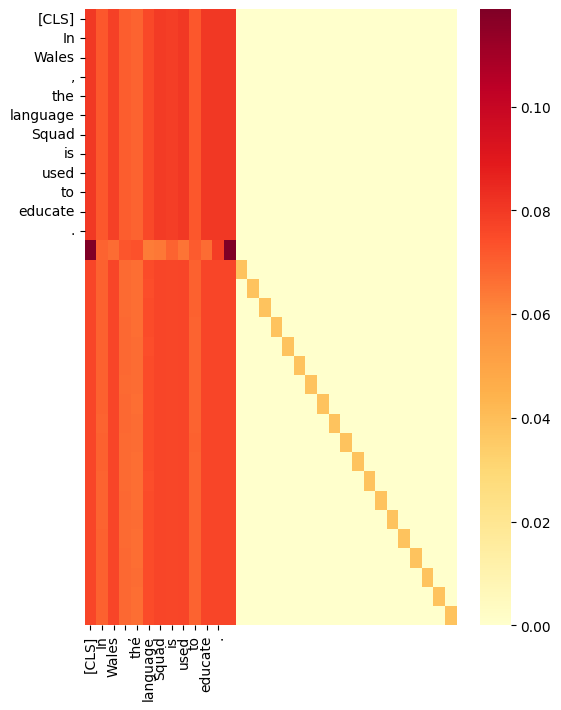 [CLS]
In
Wales
,
the
language
Squad
is
used
to
educate
.
[CLS]
In
Wales
,
the
language
Squad
is
used
to
educate
.
0.10
0.08
0.06
0.04
0.02
0.00